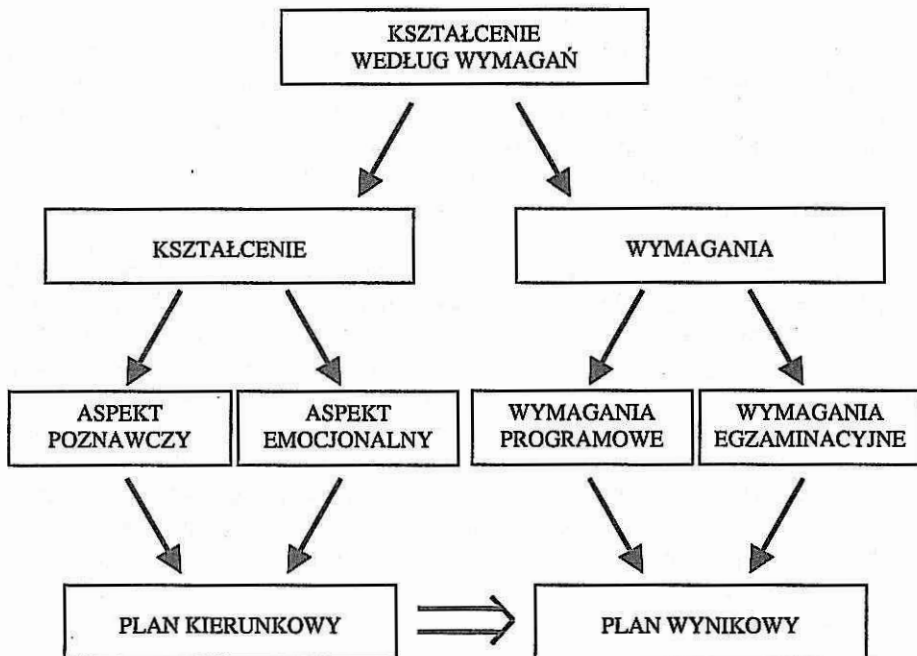 KSZTAŁCENIE
WEDŁUG WYMAGAŃ
KSZTAŁCENIE
WYMAGANIA
ASPEKT
POZNAWCZY
ASPEKT
EMOCJONALNY
WYMAGANIA
PROGRAMOWE
WYMAGANIA
EGZAMINACYJNE
PLAN KIERUNKOWY
PLAN WYNIKOWY